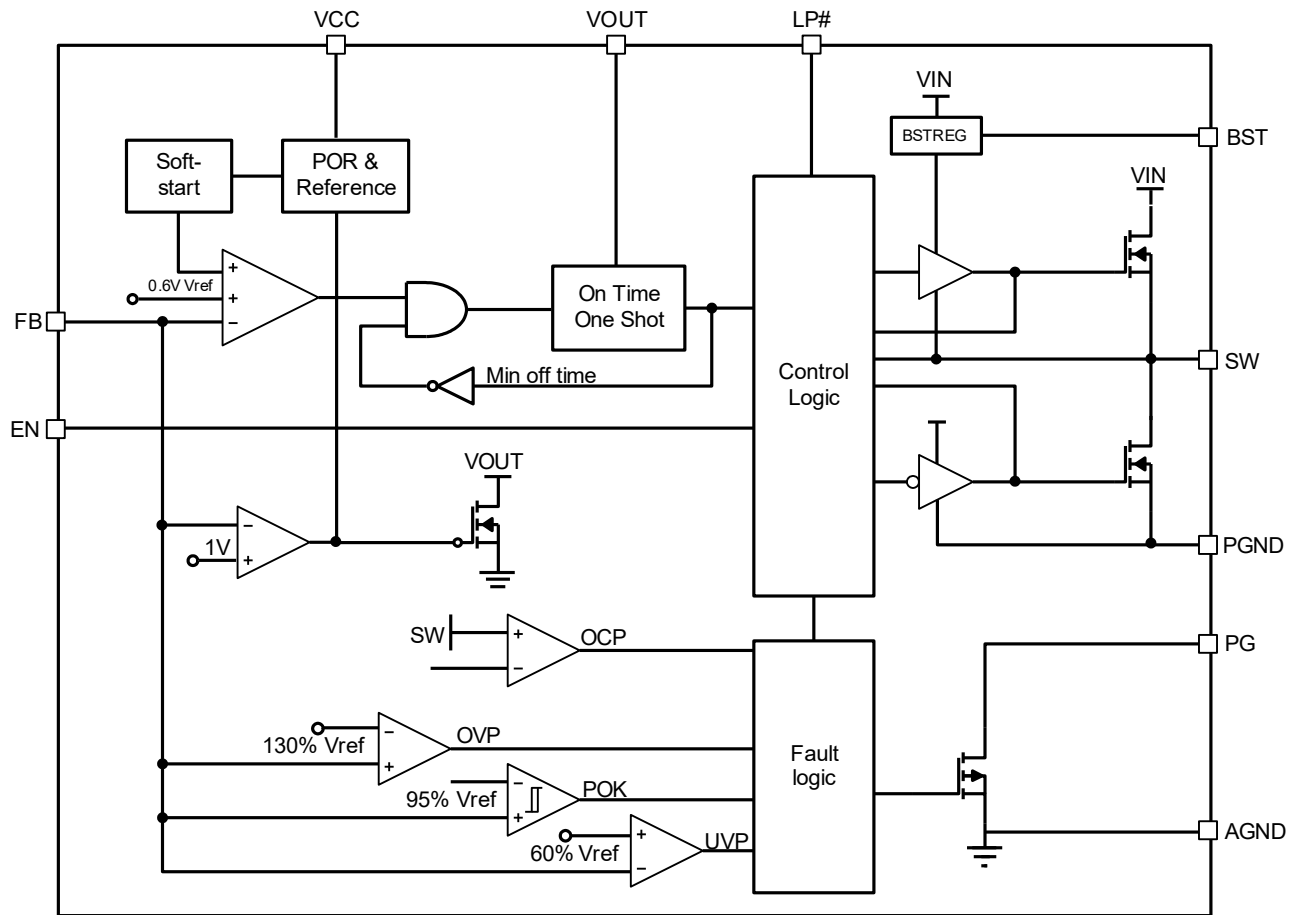 VCC
VOUT
LP#
VIN
BSTREG
BST
Soft-
start
POR &
Reference
VIN
+
0.6V Vref
+
−
FB
On Time
One Shot
Min off time
Control
Logic
SW
EN
VOUT
−
1V
+
PGND
SW
+
−
OCP
PG
130% Vref
−
+
OVP
Fault
logic
95% Vref
−
+
POK
60% Vref
+
−
UVP
AGND